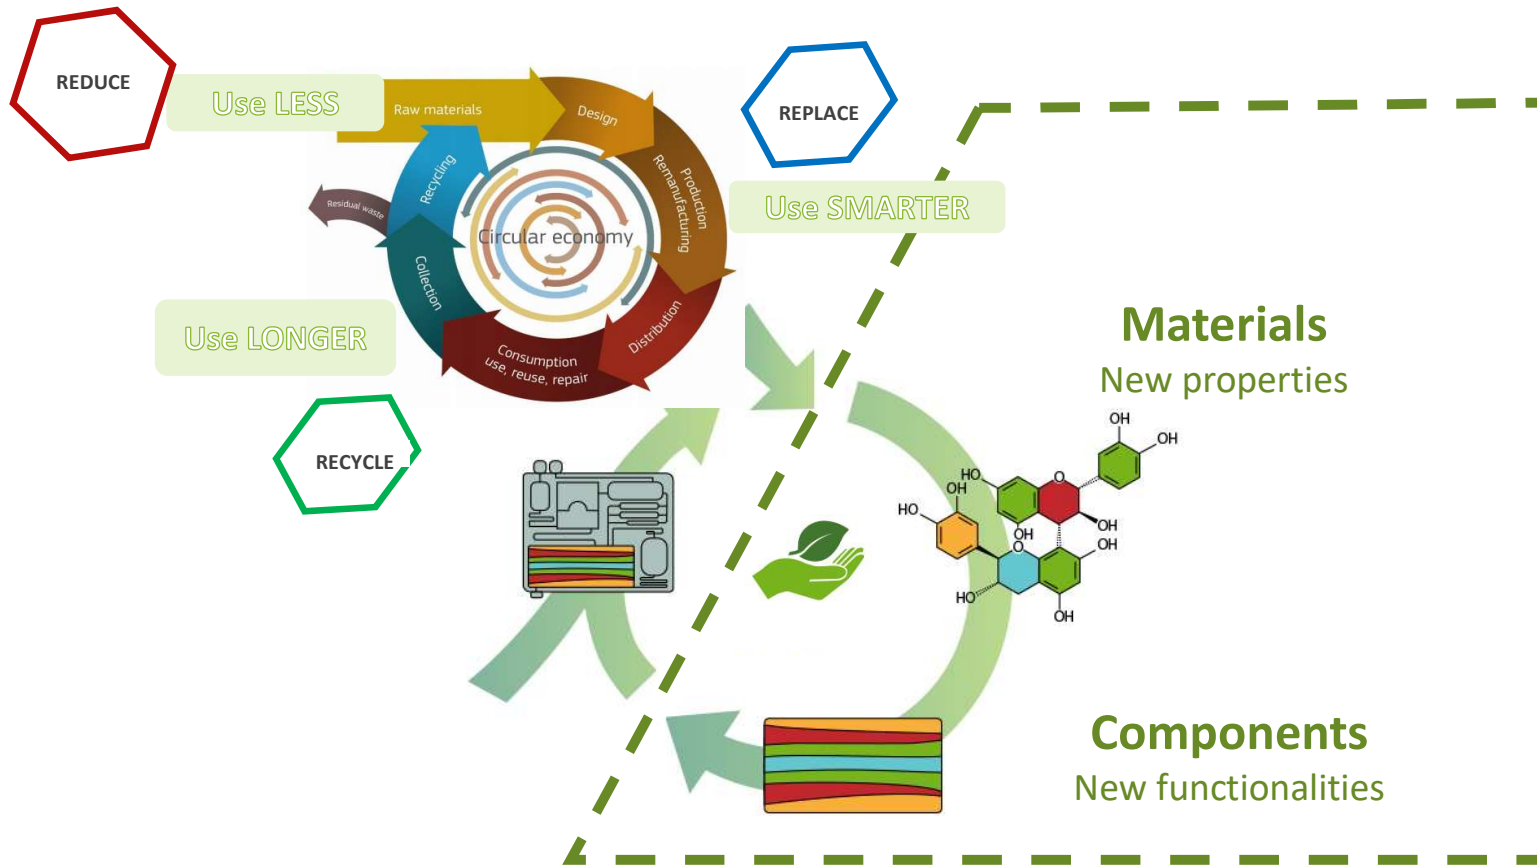 REDUCE
Use LESS
Raw materials
Design
REPLACE
Production
Remanufacturing
Recycling
Residual waste
Use SMARTER
Circular economy
Collection
Distribution
Use LONGER
Consumption
use, reuse, repair
RECYCLE
Materials
New properties
OH
OH
HO
OH
HO
OH
OH
O
O
OH
HO
OH
Components
New functionalities